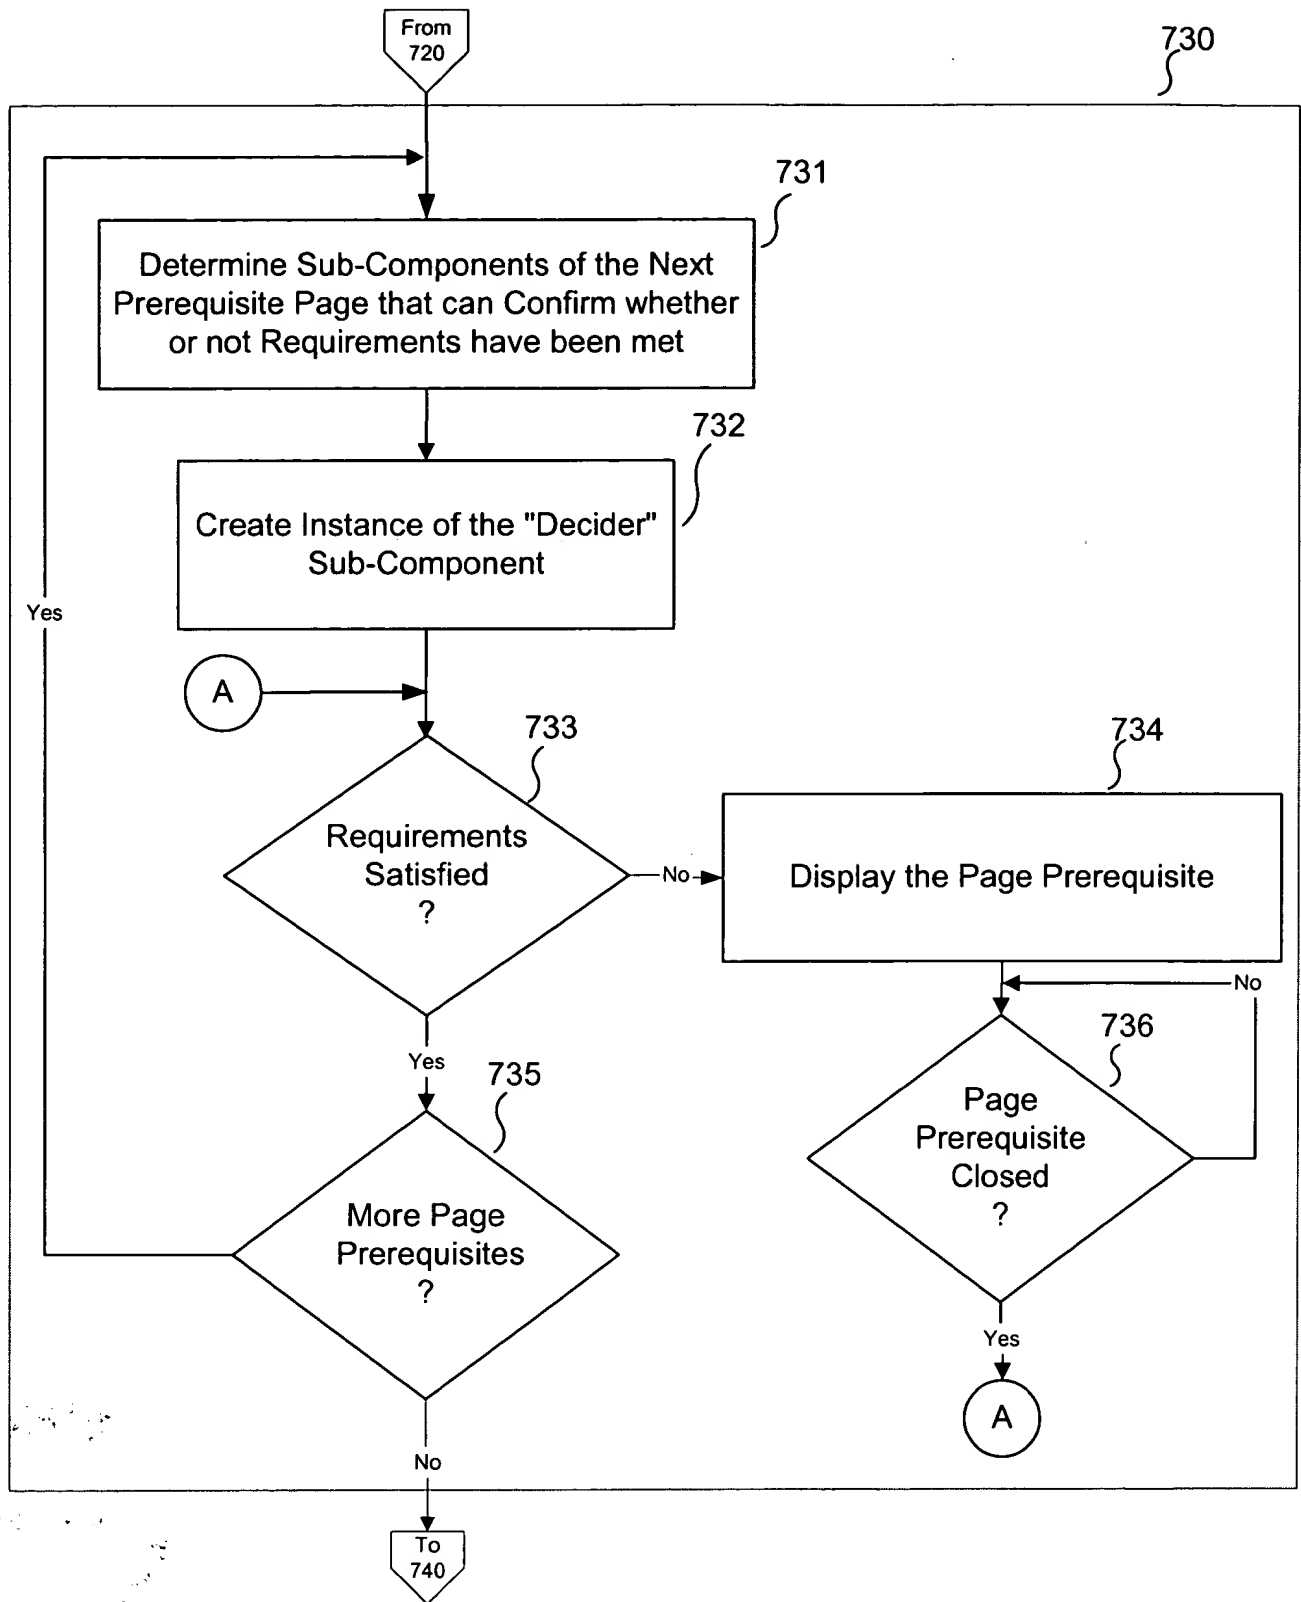 From
720
730
731
Determine Sub-Components of the Next
Prerequisite Page that can Confirm whether
or not Requirements have been met
732
Create Instance of the "Decider"
Sub-Component
Yes
A
733
Requirements
Satisfied
?
No
734
Display the Page Prerequisite
No
736
Page
Prerequisite
Closed
?
Yes
735
More Page
Prerequisites
?
Yes
A
No
To
740